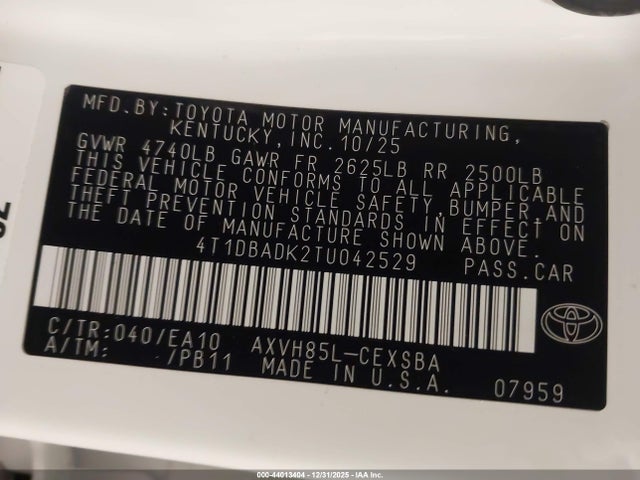 MFD.BY:TOYOTA MOTOR MANUFACTURING,
KENTUCKY,INC.10/25
GVWR 4740LB GAWR FR 2625LB RR 2500LB
THIS VEHICLE CONFORMS TO ALL APPLICABLE
FEDERAL MOTOR VEHICLE SAFETY,BUMPER,AND
THEFT PREVENTION STANDARDS IN EFFECT ON
THE DATE OF MANUFACTURE SHOWN ABOVE.
4T1DBADK2TU042529 PASS.CAR
C/TR:040/EA10 AXVH85L-CEXSBA
A/TM: /PB11 MADE IN U.S.A.
07959
000-44013404 - 12/31/2025 - IAA Inc.